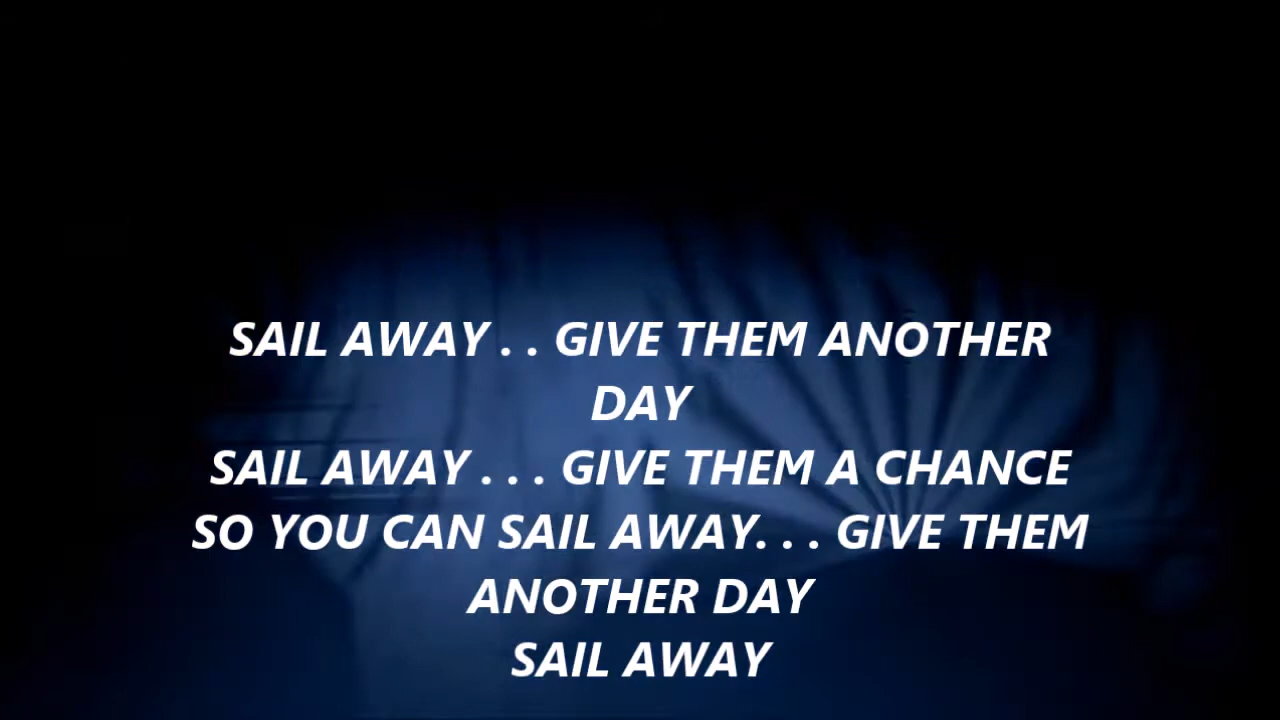 SAIL AWAY . . GIVE THEM ANOTHER
DAY
SAIL AWAY . . . GIVE THEM A CHANCE
SO YOU CAN SAIL AWAY. . . GIVE THEM
ANOTHER DAY
SAIL AWAY